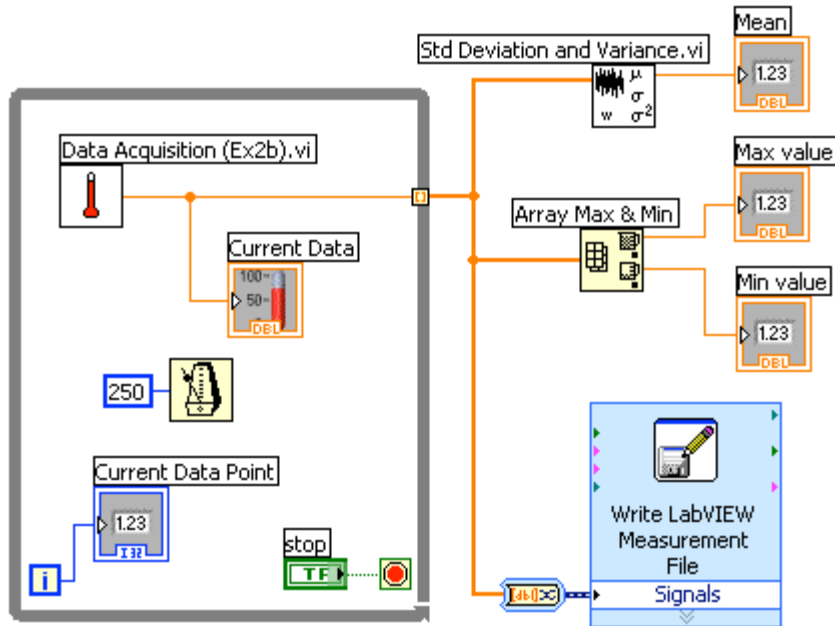 Mean
Std Deviation and Variance.vi
μ
σ
w σ²
1.23
DBL
Data Acquisition (Ex2b).vi
Max value
1.23
DBL
Array Max & Min
Current Data
100
50
DBL
Min value
1.23
DBL
250
Current Data Point
1.23
I32
i
stop
TF
Write LabVIEW
Measurement
File
Signals
[dbl]